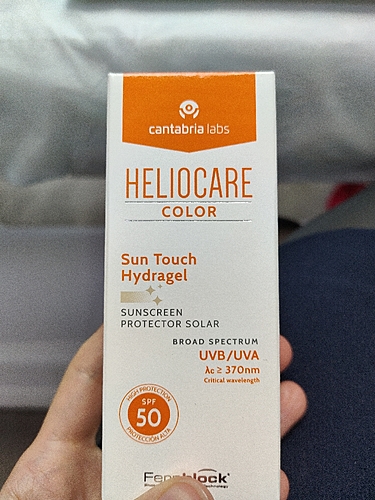 cantabria labs
HELIOCARE
COLOR
Sun Touch
Hydragel
SUNSCREEN
PROTECTOR SOLAR
BROAD SPECTRUM
UVB/UVA
λc ≥ 370nm
Critical wavelength
HIGH PROTECTION
SPF
50
PROTECCIÓN ALTA